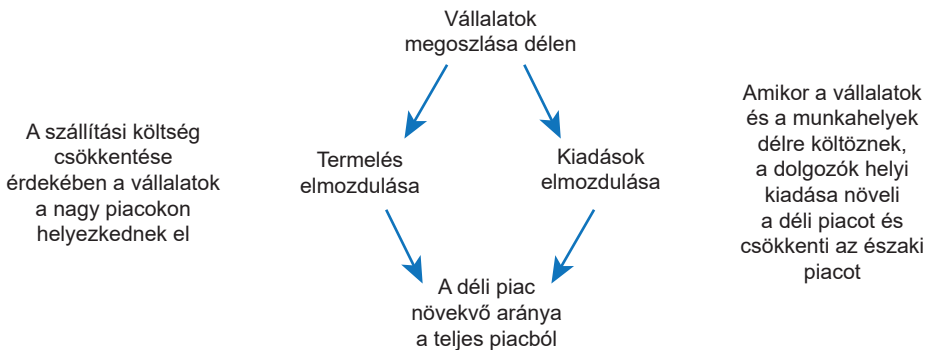 Vállalatok
megoszlása délen
A szállítási költség
csökkentése
érdekében a vállalatok
a nagy piacokon
helyezkednek el
Termelés
elmozdulása
Kiadások
elmozdulása
Amikor a vállalatok
és a munkahelyek
délre költöznek,
a dolgozók helyi
kiadása növeli
a déli piacot és
csökkenti az északi
piacot
A déli piac
növekvő aránya
a teljes piacból